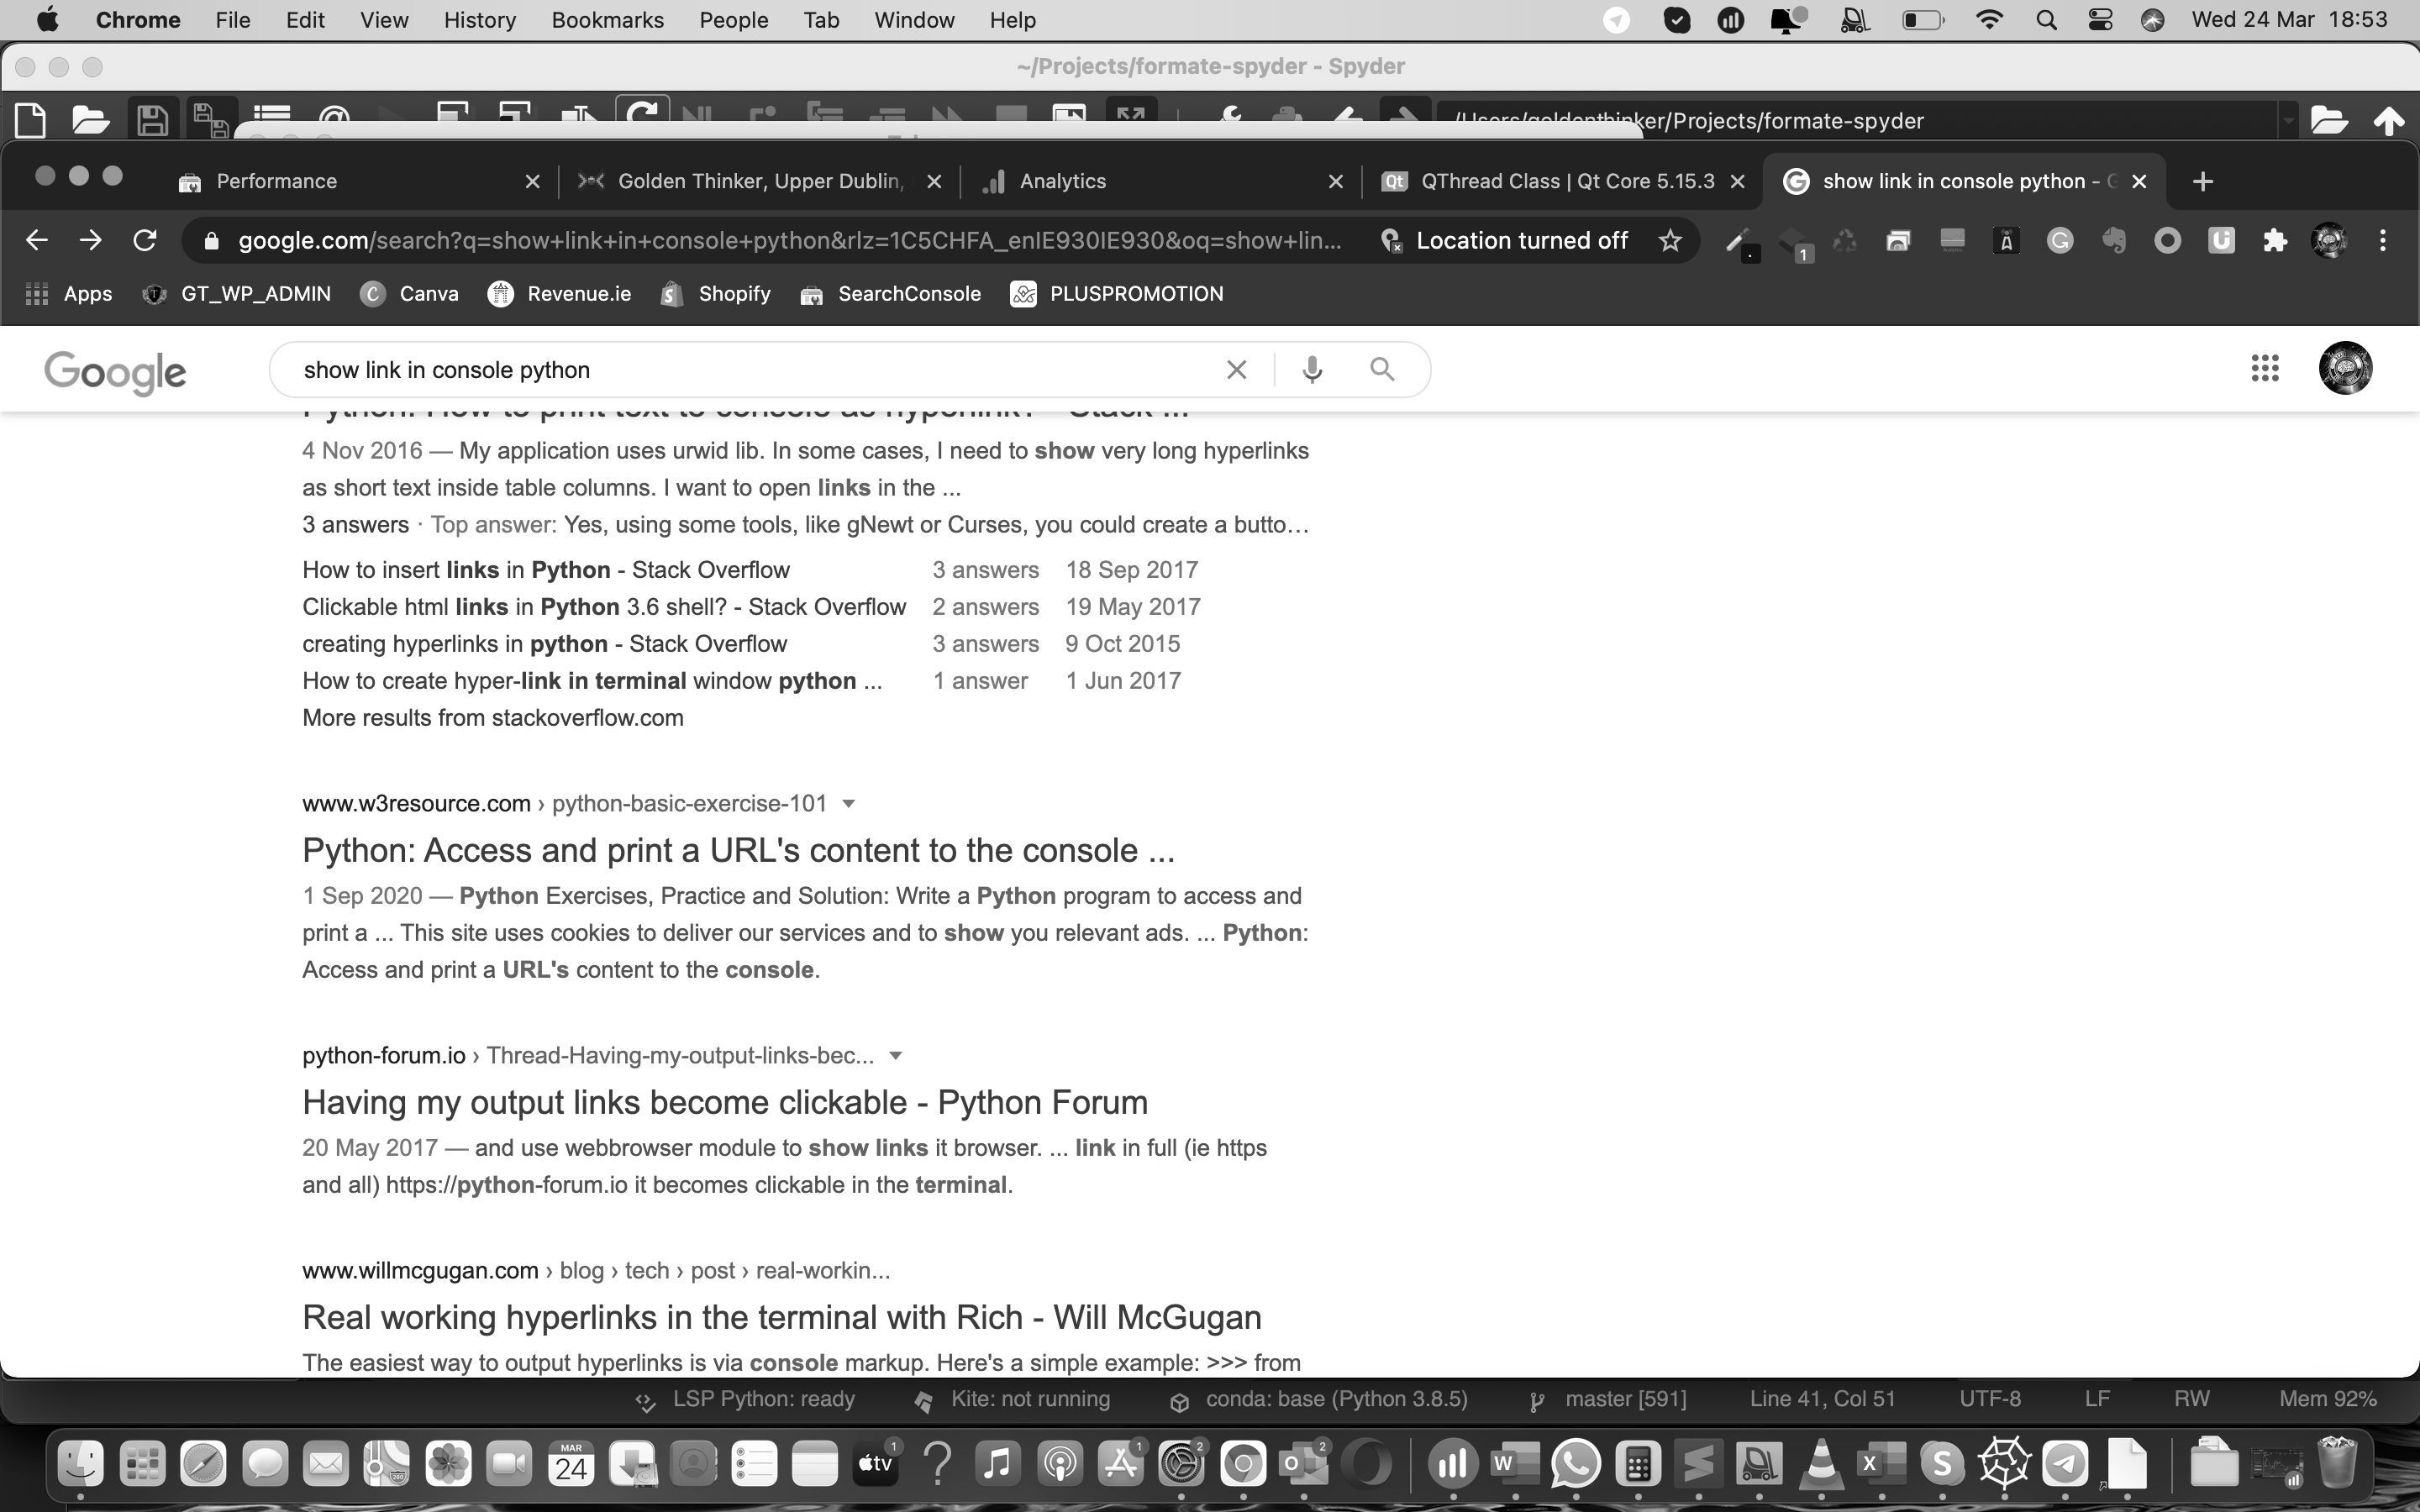 Chrome File Edit View History Bookmarks People Tab Window Help Wed 24 Mar 18:53
~/Projects/formate-spyder - Spyder
/Users/goldenthinker/Projects/formate-spyder
Performance Golden Thinker, Upper Dublin, Analytics QThread Class | Qt Core 5.15.3 show link in console python - G
google.com/search?q=show+link+in+console+python&rlz=1C5CHFA_enIE930IE930&oq=show+lin... Location turned off
Apps GT_WP_ADMIN Canva Revenue.ie Shopify SearchConsole PLUSPROMOTION
Google show link in console python
Python: How to print text to console as hyperlink? - Stack ...
4 Nov 2016 — My application uses urwid lib. In some cases, I need to show very long hyperlinks
as short text inside table columns. I want to open links in the ...
3 answers · Top answer: Yes, using some tools, like gNewt or Curses, you could create a butto...
How to insert links in Python - Stack Overflow 3 answers 18 Sep 2017
Clickable html links in Python 3.6 shell? - Stack Overflow 2 answers 19 May 2017
creating hyperlinks in python - Stack Overflow 3 answers 9 Oct 2015
How to create hyper-link in terminal window python ... 1 answer 1 Jun 2017
More results from stackoverflow.com
www.w3resource.com › python-basic-exercise-101
Python: Access and print a URL's content to the console ...
1 Sep 2020 — Python Exercises, Practice and Solution: Write a Python program to access and
print a ... This site uses cookies to deliver our services and to show you relevant ads. ... Python:
Access and print a URL's content to the console.
python-forum.io › Thread-Having-my-output-links-bec...
Having my output links become clickable - Python Forum
20 May 2017 — and use webbrowser module to show links it browser. ... link in full (ie https
and all) https://python-forum.io it becomes clickable in the terminal.
www.willmcgugan.com › blog › tech › post › real-workin...
Real working hyperlinks in the terminal with Rich - Will McGugan
The easiest way to output hyperlinks is via console markup. Here's a simple example: >>> from
LSP Python: ready Kite: not running conda: base (Python 3.8.5) master [591] Line 41, Col 51 UTF-8 LF RW Mem 92%
MAR
24
tv 1 1 2 2